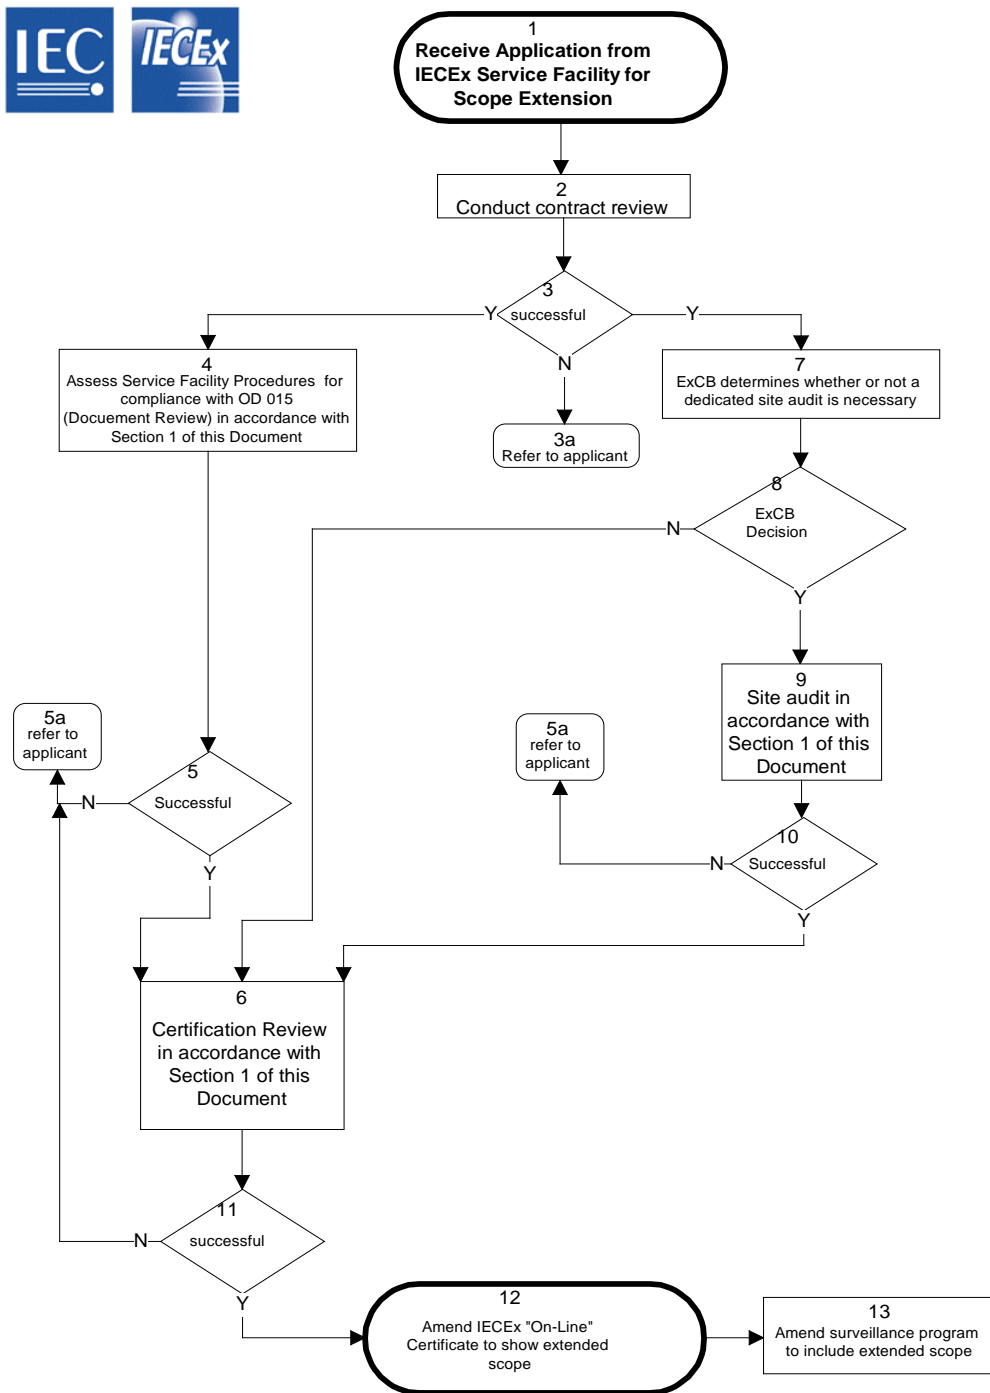 IEC
IECEx
1
Receive Application from
IECEx Service Facility for
Scope Extension
2
Conduct contract review
3
successful
Y
Y
N
3a
Refer to applicant
4
Assess Service Facility Procedures for
compliance with OD 015
(Docuement Review) in accordance with
Section 1 of this Document
7
ExCB determines whether or not a
dedicated site audit is necessary
8
ExCB
Decision
N
Y
9
Site audit in
accordance with
Section 1 of this
Document
5a
refer to
applicant
5
Successful
N
Y
5a
refer to
applicant
10
Successful
N
Y
6
Certification Review
in accordance with
Section 1 of this
Document
11
successful
N
Y
12
Amend IECEx "On-Line"
Certificate to show extended
scope
13
Amend surveillance program
to include extended scope